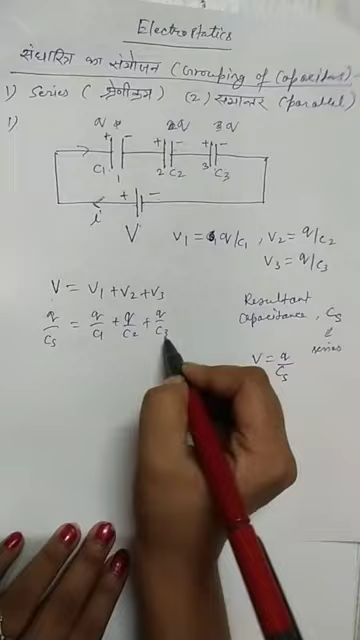 Electrostatics
संधारित्र का संयोजन (Grouping of Capacitors)
1) Series (श्रेणीक्रम) (2) समान्तर (parallel)
1)
q q q
+ - + - + -
C1 1 2 C2 3 C3
i + -
V
V1 = q/C1, V2 = q/C2
V3 = q/C3
V = V1 + V2 + V3
q/Cs = q/C1 + q/C2 + q/C3
Resultant
Capacitance, Cs
series
V = q/Cs